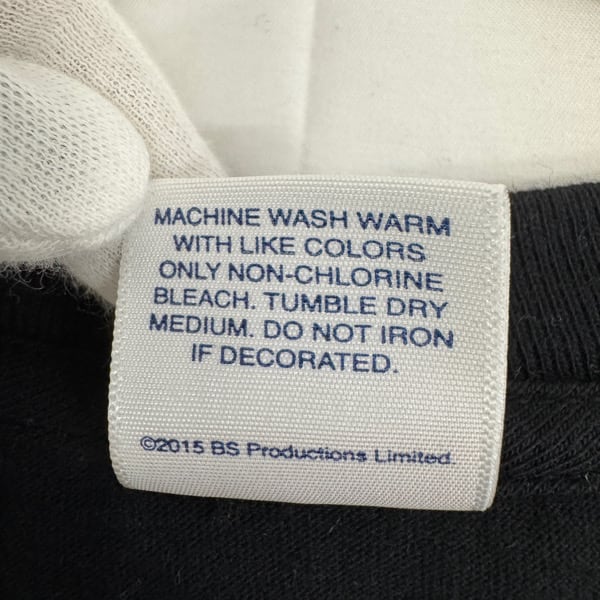 MACHINE WASH WARM
WITH LIKE COLORS
ONLY NON-CHLORINE
BLEACH. TUMBLE DRY
MEDIUM. DO NOT IRON
IF DECORATED.
©2015 BS Productions Limited.